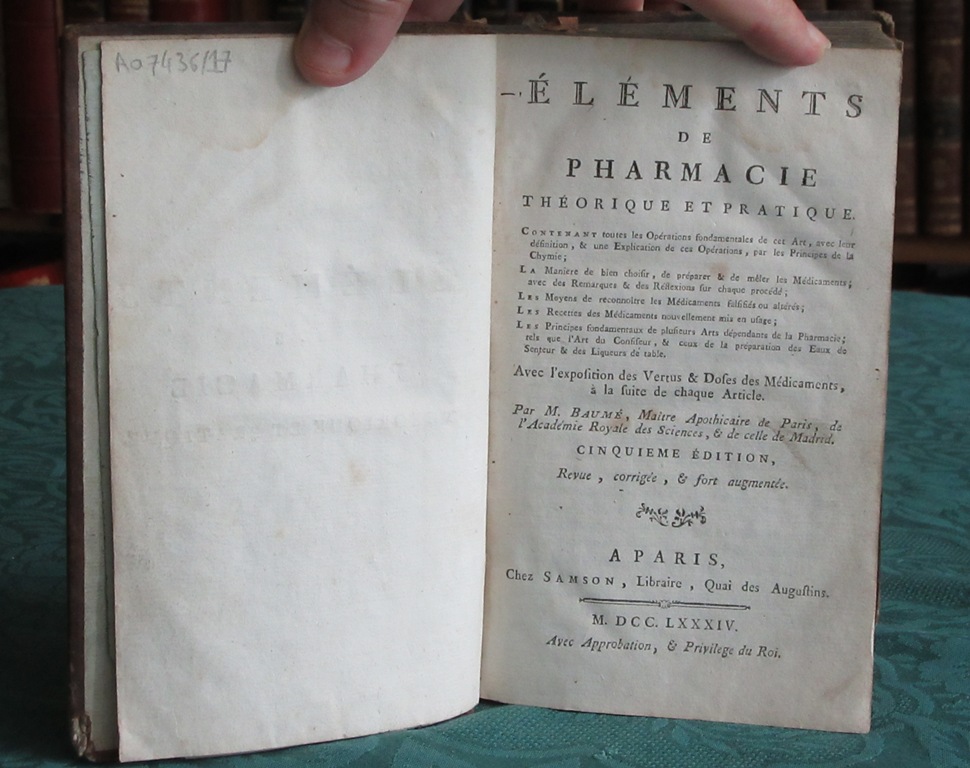 Ao7436/17
ÉLÉMENTS
DE
PHARMACIE
THÉORIQUE ET PRATIQUE.
CONTENANT toutes les Opérations fondamentales de cet Art, avec leur
définition, & une Explication de ces Opérations, par les Principes de la
Chymie;
LA Maniere de bien choiſir, de préparer & de mêler les Médicaments;
avec des Remarques & des Réflexions ſur chaque procédé;
LES Moyens de reconnoître les Médicaments falſifiés ou altérés;
LES Recettes des Médicaments nouvellement mis en uſage;
LES Principes fondamentaux de pluſieurs Arts dépendants de la Pharmacie;
tels que l'Art du Confiſeur, & ceux de la préparation des Eaux de
Senteur & des Liqueurs de table.
Avec l'expoſition des Vertus & Doſes des Médicaments,
à la ſuite de chaque Article.
Par M. BAUMÉ, Maître Apothicaire de Paris, de
l'Académie Royale des Sciences, & de celle de Madrid.
CINQUIEME ÉDITION,
Revue, corrigée, & fort augmentée.
A PARIS,
Chez SAMSON, Libraire, Quai des Auguſtins.
M. DCC. LXXXIV.
Avec Approbation, & Privilege du Roi.